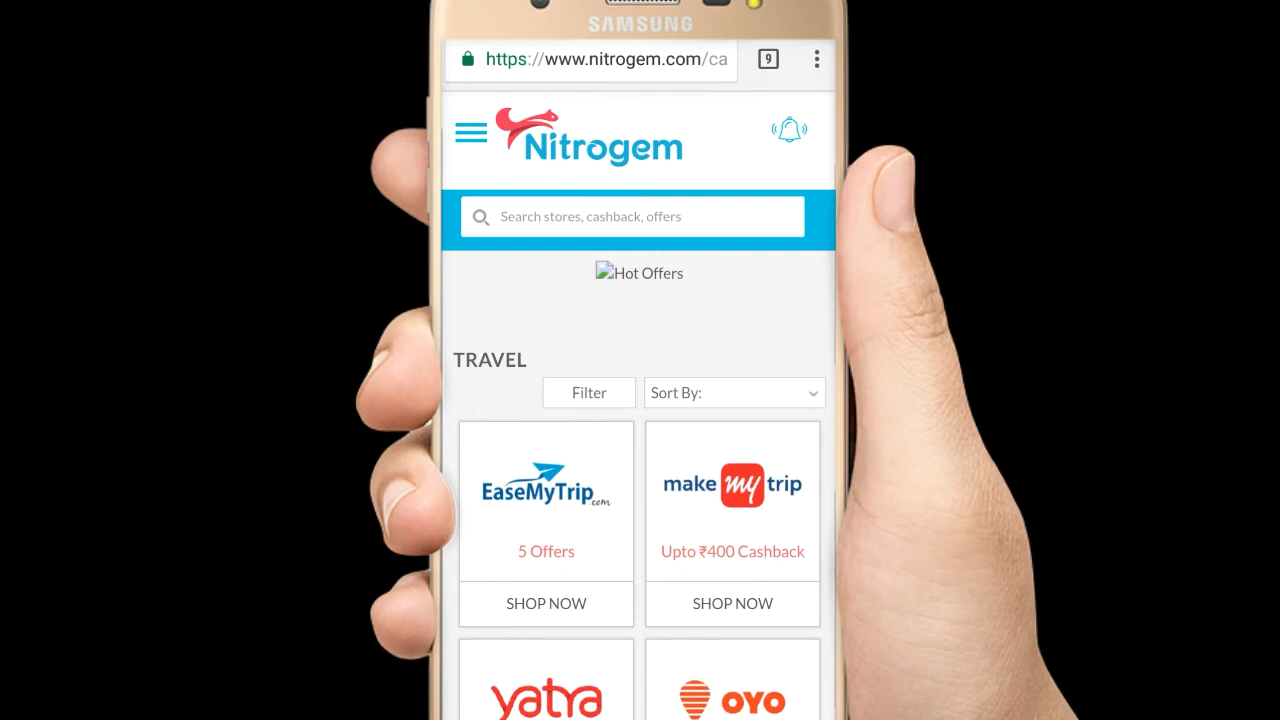 SAMSUNG
https://www.nitrogem.com/ca
9
Nitrogem
Search stores, cashback, offers
Hot Offers
TRAVEL
Filter
Sort By:
EaseMyTrip.com
make my trip
5 Offers
Upto ₹400 Cashback
SHOP NOW
SHOP NOW
yatra
OYO